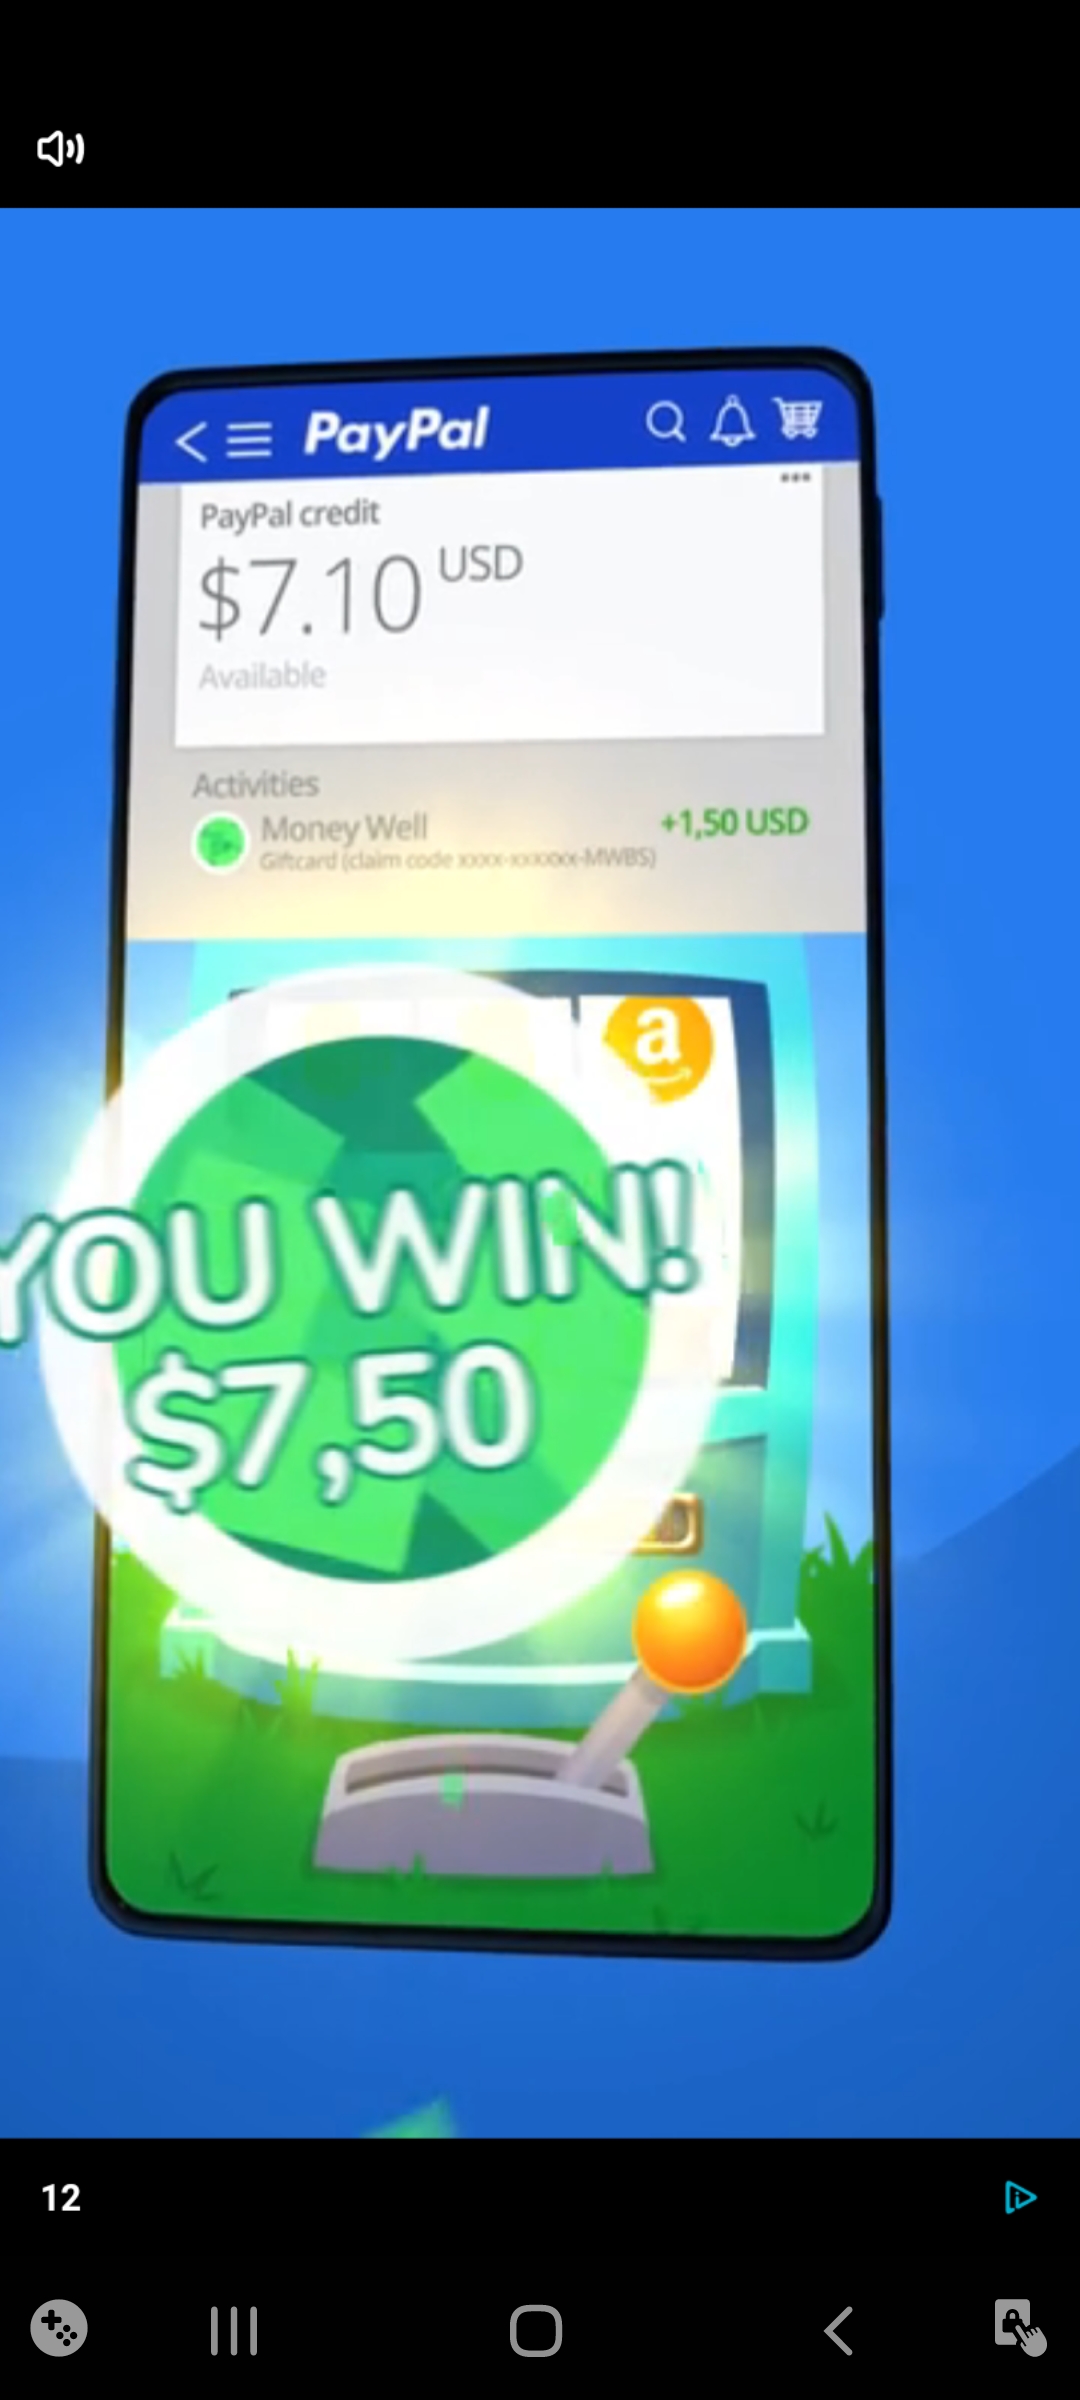 PayPal
PayPal credit
$7.10 USD
Available
Activities
Money Well
+1,50 USD
Giftcard (claim code xxxx-xxxxxx-MWBS)
a
YOU WIN!
$7,50
12